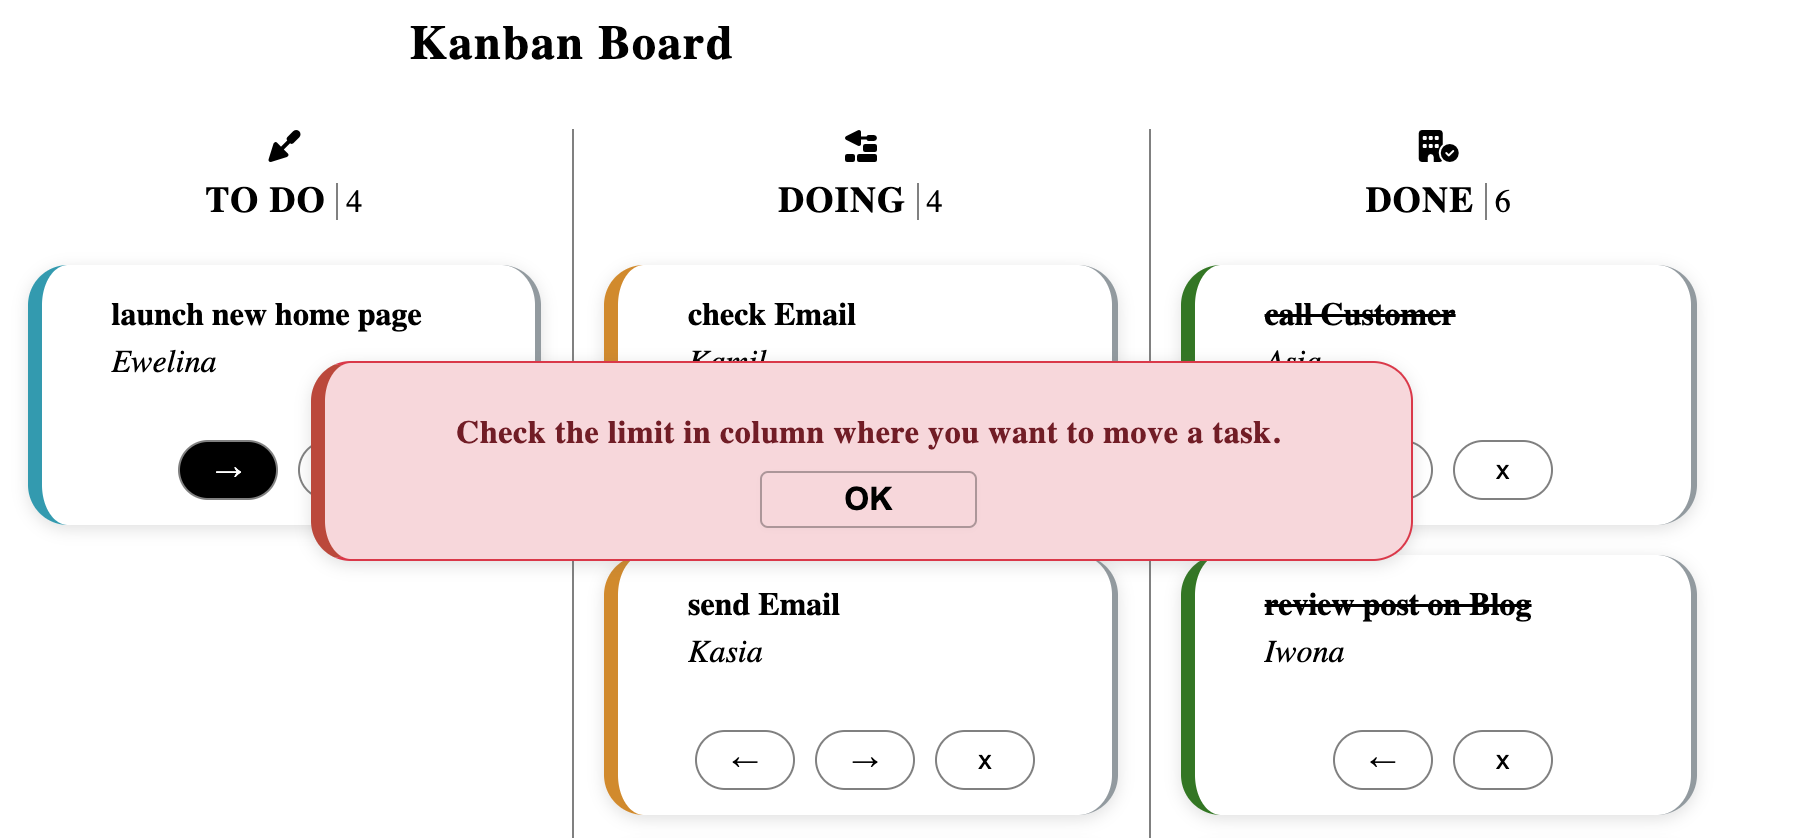 Kanban Board
TO DO 4
launch new home page
Ewelina
→
DOING 4
check Email
Kamil
send Email
Kasia
← → x
DONE 6
call Customer
Asia
x
review post on Blog
Iwona
← x
Check the limit in column where you want to move a task.
OK